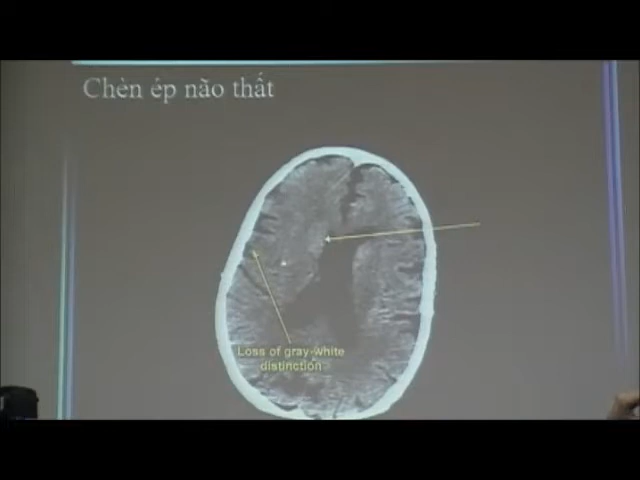 Chèn ép não thất
Loss of gray-white
distinction